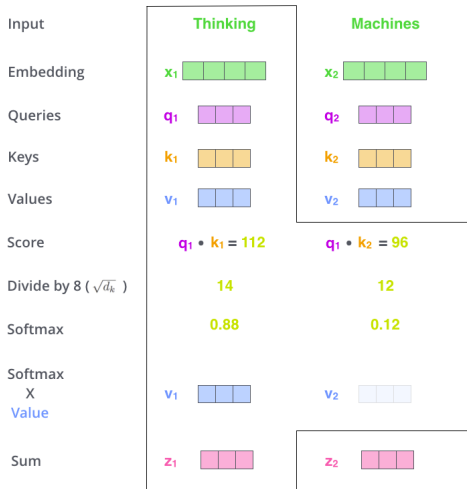 Input Thinking Machines
Embedding x₁ x₂
Queries q₁ q₂
Keys k₁ k₂
Values v₁ v₂
Score q₁ • k₁ = 112 q₁ • k₂ = 96
Divide by 8 ( √dₖ ) 14 12
Softmax 0.88 0.12
Softmax
X v₁ v₂
Value
Sum z₁ z₂